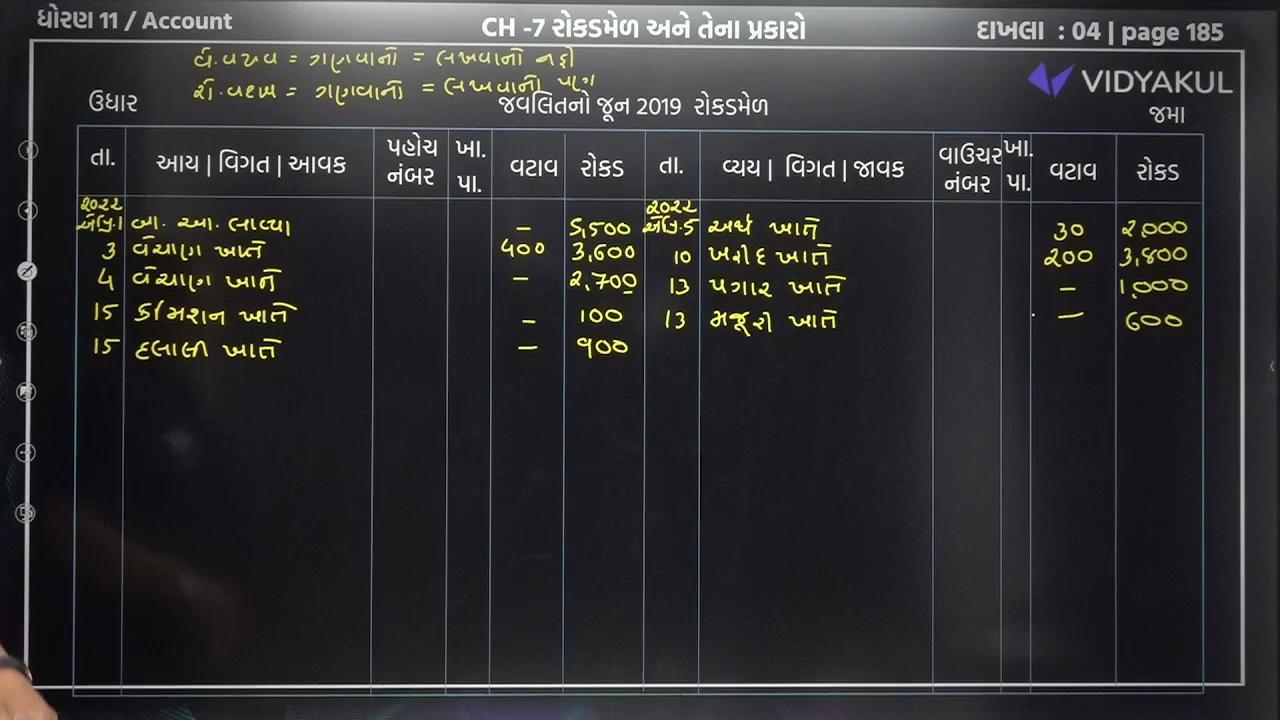 ધોરણ 11 / Account
CH -7 રોકડમેળ અને તેના પ્રકારો
દાખલા : 04 | page 185
વે.વટાવ = ગણવાનો = લખવાનો નહી
રો.વટાવ = ગણવાનો = લખવાનો પણ
VIDYAKUL
ઉધાર
જવલિતનો જૂન 2019 રોકડમેળ
જમા
તા. આય | વિગત | આવક પહોચ નંબર ખા. પા. વટાવ રોકડ તા. વ્યય | વિગત | જાવક વાઉચર નંબર ખા. પા. વટાવ રોકડ
૨૦૨૨ ૨૦૨૨
એપ્રિ.1 બા. આ. લાવ્યા – 5,500 એપ્રિ.5 અર્થ ખાતે 30 2,000
3 વેચાણ ખાતે 400 3,600 10 ખરીદ ખાતે 200 3,800
4 વેચાણ ખાતે – 2,700 13 પગાર ખાતે – 1,000
15 કમિશન ખાતે – 100 13 મજૂરી ખાતે – 600
15 દલાલી ખાતે – ૧00